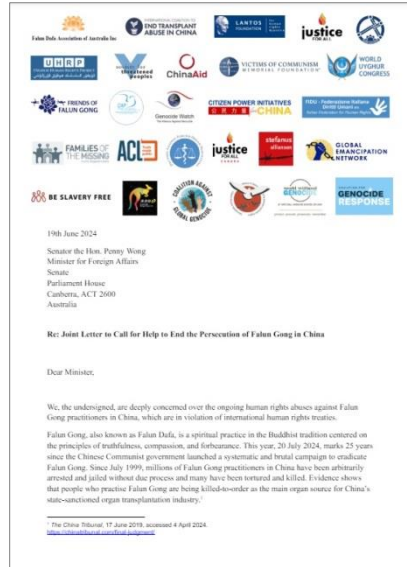 Falun Dafa Association of Australia Inc
INTERNATIONAL COALITION TO
END TRANSPLANT
ABUSE IN CHINA
LANTOS
FOUNDATION
justice
FOR ALL
UHRP
threatened
peoples
ChinaAid
VICTIMS OF COMMUNISM
MEMORIAL FOUNDATION
WORLD
UYGHUR
CONGRESS
FRIENDS OF
FALUN GONG
Genocide Watch
CITIZEN POWER INITIATIVES
FOR CHINA
FIDU - Federazione Italiana
Diritti Umani
FAMILIES OF
THE MISSING
justice
FOR ALL
CANADA
stefanus
alliansen
GLOBAL
EMANCIPATION
NETWORK
BE SLAVERY FREE
COALITION AGAINST
GLOBAL GENOCIDE
world without
GENOCIDE
GENOCIDE
RESPONSE
19th June 2024
Senator the Hon. Penny Wong
Minister for Foreign Affairs
Senate
Parliament House
Canberra, ACT 2600
Australia
Re: Joint Letter to Call for Help to End the Persecution of Falun Gong in China
Dear Minister,
We, the undersigned, are deeply concerned over the ongoing human rights abuses against Falun
Gong practitioners in China, which are in violation of international human rights treaties.
Falun Gong, also known as Falun Dafa, is a spiritual practice in the Buddhist tradition centered on
the principles of truthfulness, compassion, and forbearance. This year, 20 July 2024, marks 25 years
since the Chinese Communist government launched a systematic and brutal campaign to eradicate
Falun Gong. Since July 1999, millions of Falun Gong practitioners in China have been arbitrarily
arrested and jailed without due process and many have been tortured and killed. Evidence shows
that people who practise Falun Gong are being killed-to-order as the main organ source for China's
state-sanctioned organ transplantation industry.¹
¹ The China Tribunal, 17 June 2019, accessed 4 April 2024.
https://chinatribunal.com/final-judgment/